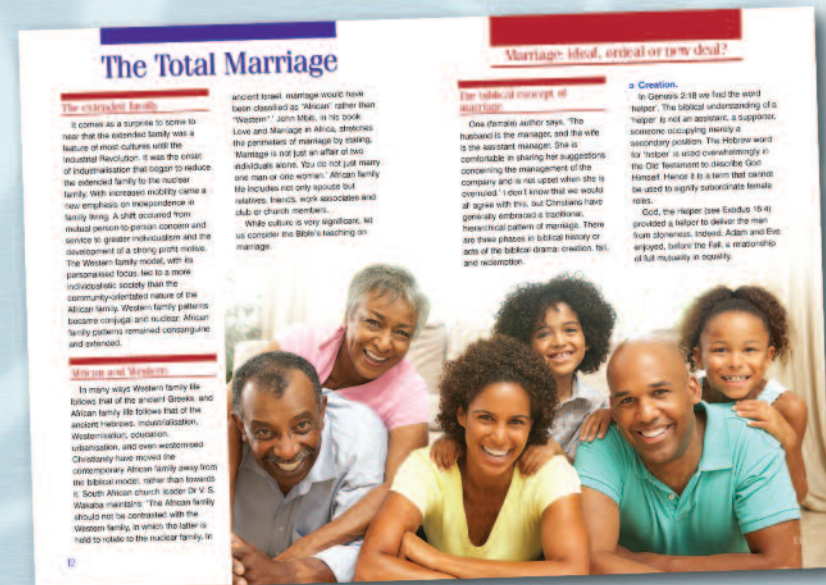 The Total Marriage
The extended family
It comes as a surprise to some to
hear that the extended family was a
feature of most cultures until the
Industrial Revolution. It was the onset
of industrialisation that began to reduce
the extended family to the nuclear
family. With increased mobility came a
new emphasis on independence in
family living. A shift occurred from
mutual person-to-person concern and
service to greater individualism and the
development of a strong profit motive.
The Western family model, with its
personalised focus, led to a more
individualistic society than the
community-orientated nature of the
African family. Western family patterns
became conjugal and nuclear; African
family patterns remained consanguine
and extended.
African and Western
In many ways Western family life
follows that of the ancient Greeks, and
African family life follows that of the
ancient Hebrews. Industrialisation,
Westernisation, education,
urbanisation, and even westernised
Christianity have moved the
contemporary African family away from
the biblical model, rather than towards
it. South African church leader Dr V. S.
Wakaba maintains: 'The African family
should not be contrasted with the
Western family, in which the latter is
held to rotate to the nuclear family. In
12
ancient Israel, marriage would have
been classified as "African" rather than
"Western".' John Mbiti, in his book
Love and Marriage in Africa, stretches
the perimeters of marriage by stating,
'Marriage is not just an affair of two
individuals alone. You do not just marry
one man or one woman.' African family
life includes not only spouse but
relatives, friends, work associates and
club or church members.
While culture is very significant, let
us consider the Bible's teaching on
marriage.
Marriage: ideal, ordeal or new deal?
The biblical concept of
marriage
One (female) author says, 'The
husband is the manager, and the wife
is the assistant manager. She is
comfortable in sharing her suggestions
concerning the management of the
company and is not upset when she is
overruled.' I don't know that we would
all agree with this, but Christians have
generally embraced a traditional,
hierarchical pattern of marriage. There
are three phases in biblical history or
acts of the biblical drama: creation, fall,
and redemption.
a Creation.
In Genesis 2:18 we find the word
'helper'. The biblical understanding of a
'helper' is not an assistant, a supporter,
someone occupying merely a
secondary position. The Hebrew word
for 'helper' is used overwhelmingly in
the Old Testament to describe God
Himself. Hence it is a term that cannot
be used to signify subordinate female
roles.
God, the Helper (see Exodus 18:4)
provided a helper to deliver the man
from aloneness. Indeed, Adam and Eve
enjoyed, before the Fall, a relationship
of full mutuality in equality.